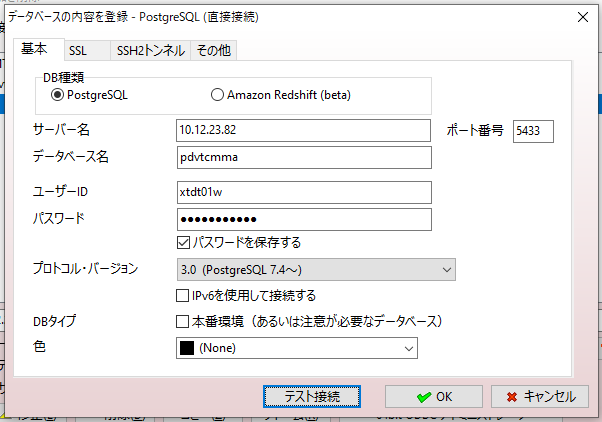 データベースの内容を登録 - PostgreSQL (直接接続)
基本 SSL SSH2トンネル その他
DB種類
PostgreSQL Amazon Redshift (beta)
サーバー名 10.12.23.82 ポート番号 5433
データベース名 pdvtcmma
ユーザーID xtdt01w
パスワード ●●●●●●●●●●●
パスワードを保存する
プロトコル・バージョン 3.0 (PostgreSQL 7.4～)
IPv6を使用して接続する
DBタイプ 本番環境（あるいは注意が必要なデータベース）
色 (None)
テスト接続 OK キャンセル